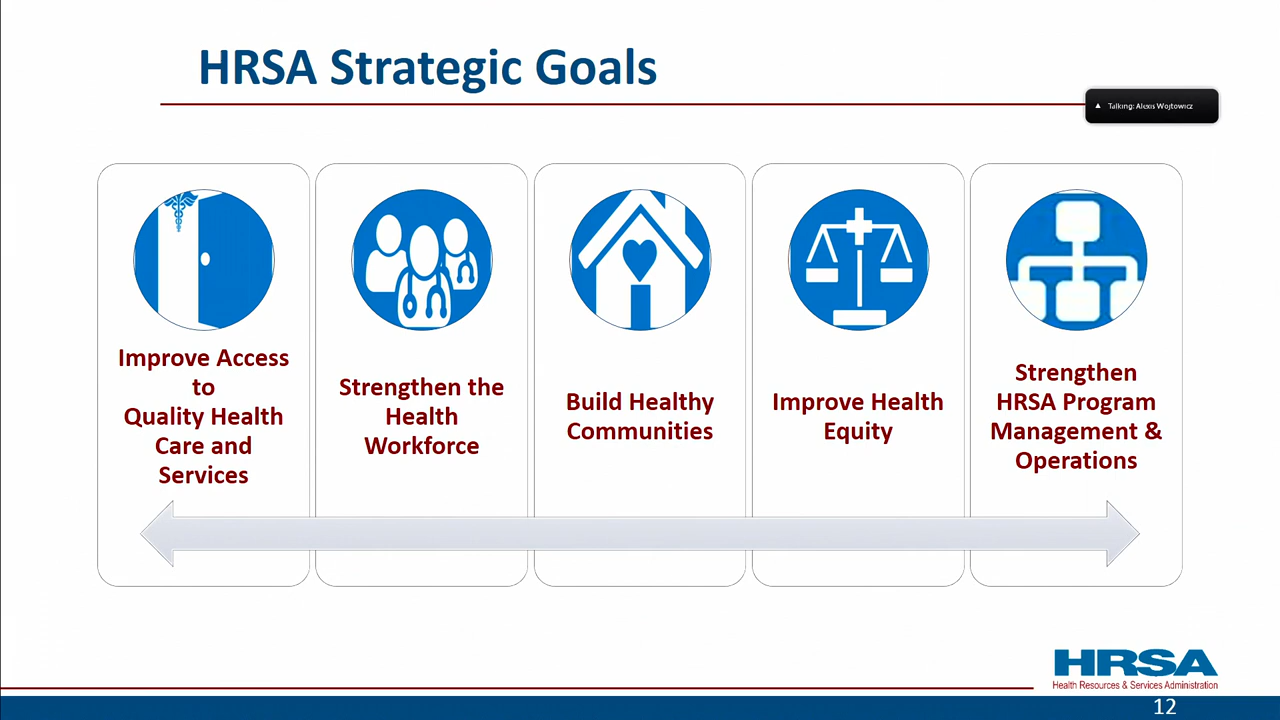 HRSA Strategic Goals
Talking: Alexis Wojtowicz
Improve Access
to
Quality Health
Care and
Services
Strengthen the
Health
Workforce
Build Healthy
Communities
Improve Health
Equity
Strengthen
HRSA Program
Management &
Operations
HRSA
Health Resources & Services Administration
12